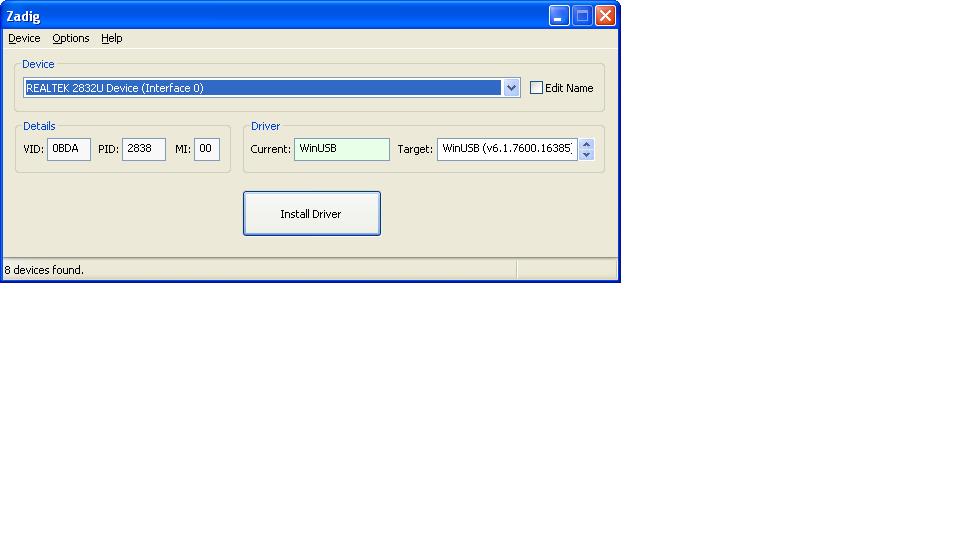 Zadig
Device Options Help
Device
REALTEK 2832U Device (Interface 0)
Edit Name
Details
VID: 0BDA PID: 2838 MI: 00
Driver
Current: WinUSB Target: WinUSB (v6.1.7600.16385)
Install Driver
8 devices found.